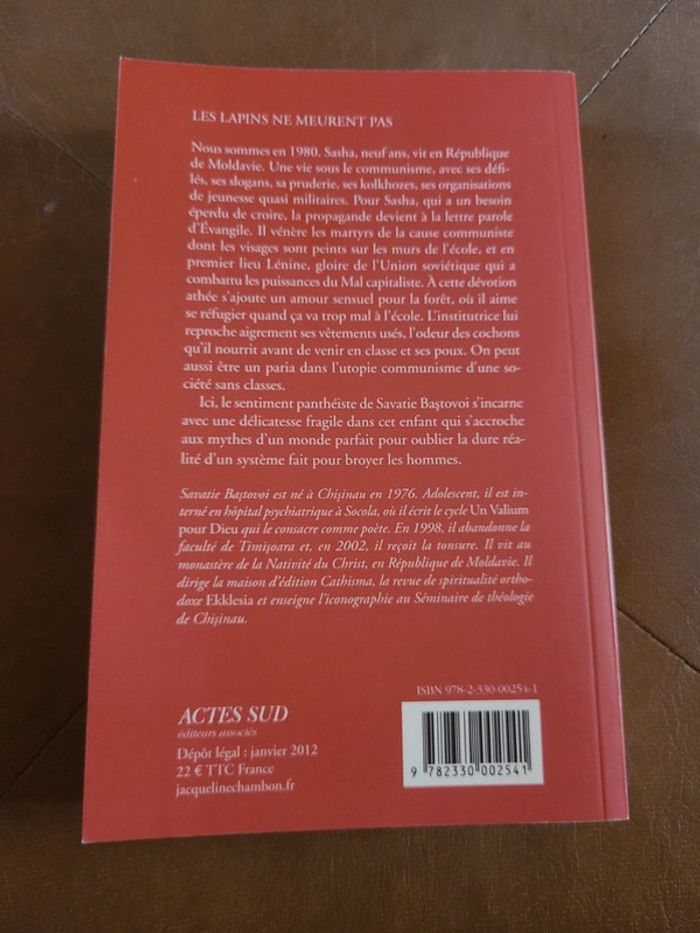 LES LAPINS NE MEURENT PAS
Nous sommes en 1980. Sasha, neuf ans, vit en République
de Moldavie. Une vie sous le communisme, avec ses défi-
lés, ses slogans, sa pruderie, ses kolkhozes, ses organisations
de jeunesse quasi militaires. Pour Sasha, qui a un besoin
éperdu de croire, la propagande devient à la lettre parole
d'Évangile. Il vénère les martyrs de la cause communiste
dont les visages sont peints sur les murs de l'école, et en
premier lieu Lénine, gloire de l'Union soviétique qui a
combattu les puissances du Mal capitaliste. À cette dévotion
athée s'ajoute un amour sensuel pour la forêt, où il aime
se réfugier quand ça va trop mal à l'école. L'institutrice lui
reproche aigrement ses vêtements usés, l'odeur des cochons
qu'il nourrit avant de venir en classe et ses poux. On peut
aussi être un paria dans l'utopie communisme d'une so-
ciété sans classes.
Ici, le sentiment panthéiste de Savatie Baştovoi s'incarne
avec une délicatesse fragile dans cet enfant qui s'accroche
aux mythes d'un monde parfait pour oublier la dure réa-
lité d'un système fait pour broyer les hommes.
Savatie Baştovoi est né à Chişinau en 1976. Adolescent, il est in-
terné en hôpital psychiatrique à Socola, où il écrit le cycle Un Valium
pour Dieu qui le consacre comme poète. En 1998, il abandonne la
faculté de Timişoara et, en 2002, il reçoit la tonsure. Il vit au
monastère de la Nativité du Christ, en République de Moldavie. Il
dirige la maison d'édition Cathisma, la revue de spiritualité ortho-
doxe Ekklesia et enseigne l'iconographie au Séminaire de théologie
de Chişinau.
ISBN 978-2-330-00254-1
ACTES SUD
éditeurs associés
Dépôt légal : janvier 2012
22 € TTC France
jacquelinechambon.fr
9 782330 002541